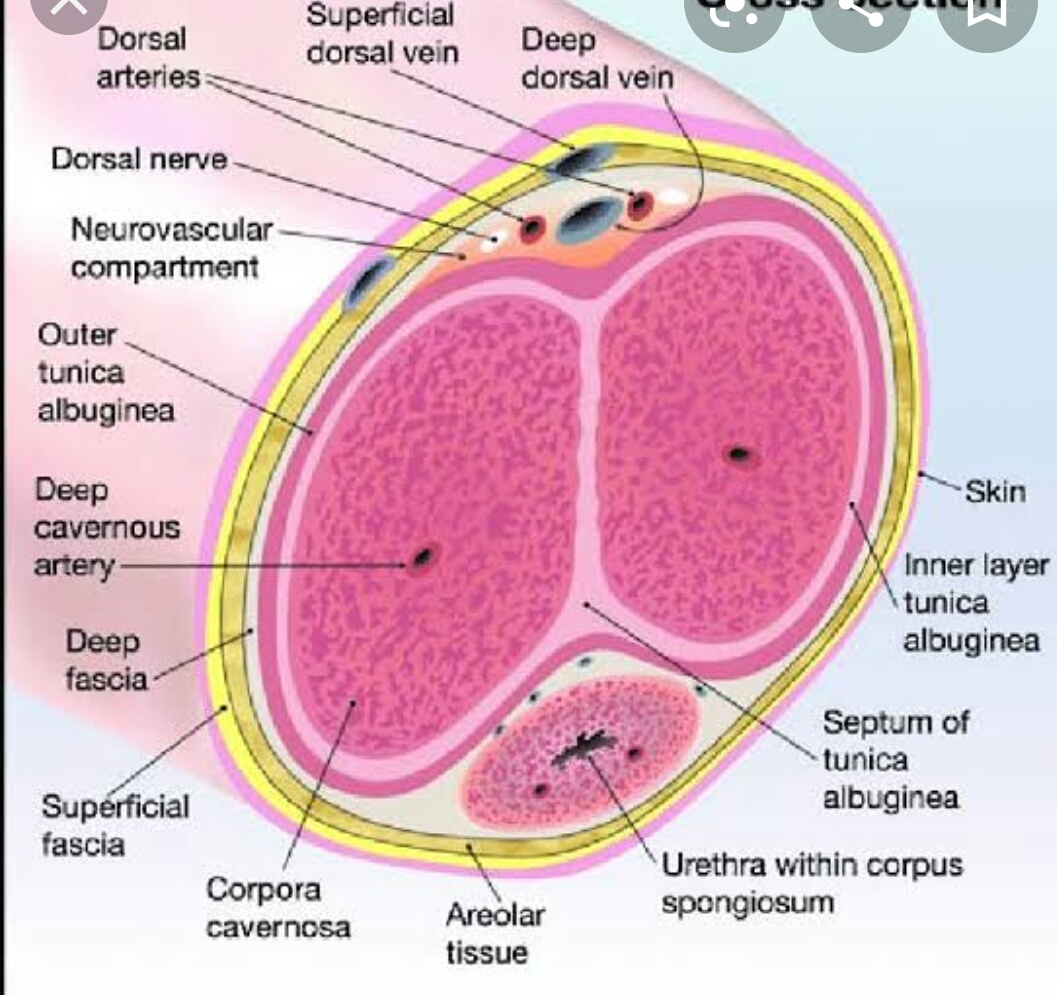 Cross section
Superficial
dorsal vein
Dorsal
arteries
Deep
dorsal vein
Dorsal nerve
Neurovascular
compartment
Outer
tunica
albuginea
Deep
cavernous
artery
Skin
Inner layer
tunica
albuginea
Deep
fascia
Septum of
tunica
albuginea
Superficial
fascia
Urethra within corpus
spongiosum
Corpora
cavernosa
Areolar
tissue